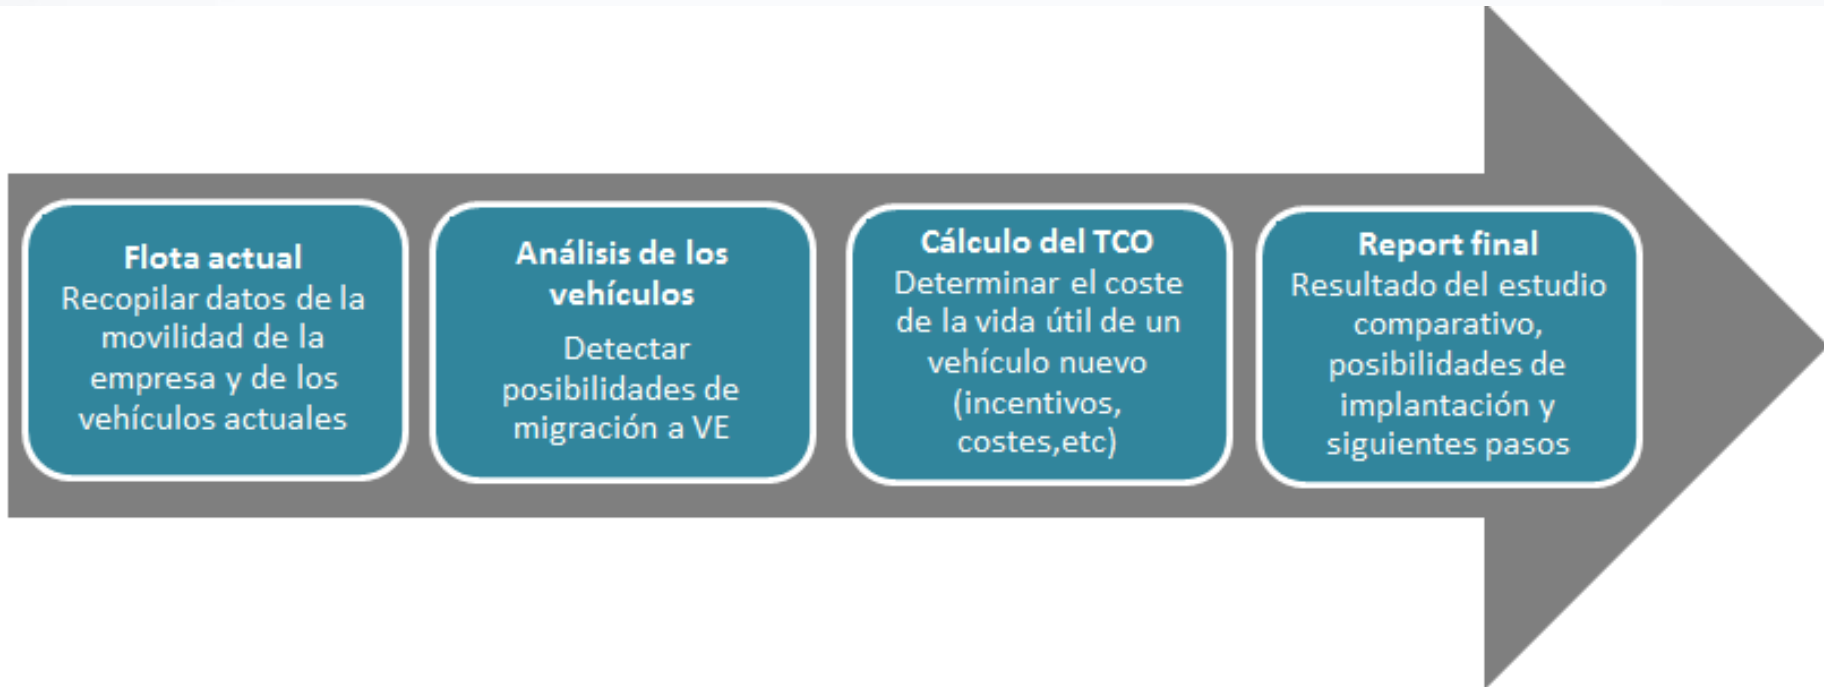 Flota actual
Recopilar datos de la
movilidad de la
empresa y de los
vehículos actuales
Análisis de los
vehículos
Detectar
posibilidades de
migración a VE
Cálculo del TCO
Determinar el coste
de la vida útil de un
vehículo nuevo
(incentivos,
costes,etc)
Report final
Resultado del estudio
comparativo,
posibilidades de
implantación y
siguientes pasos